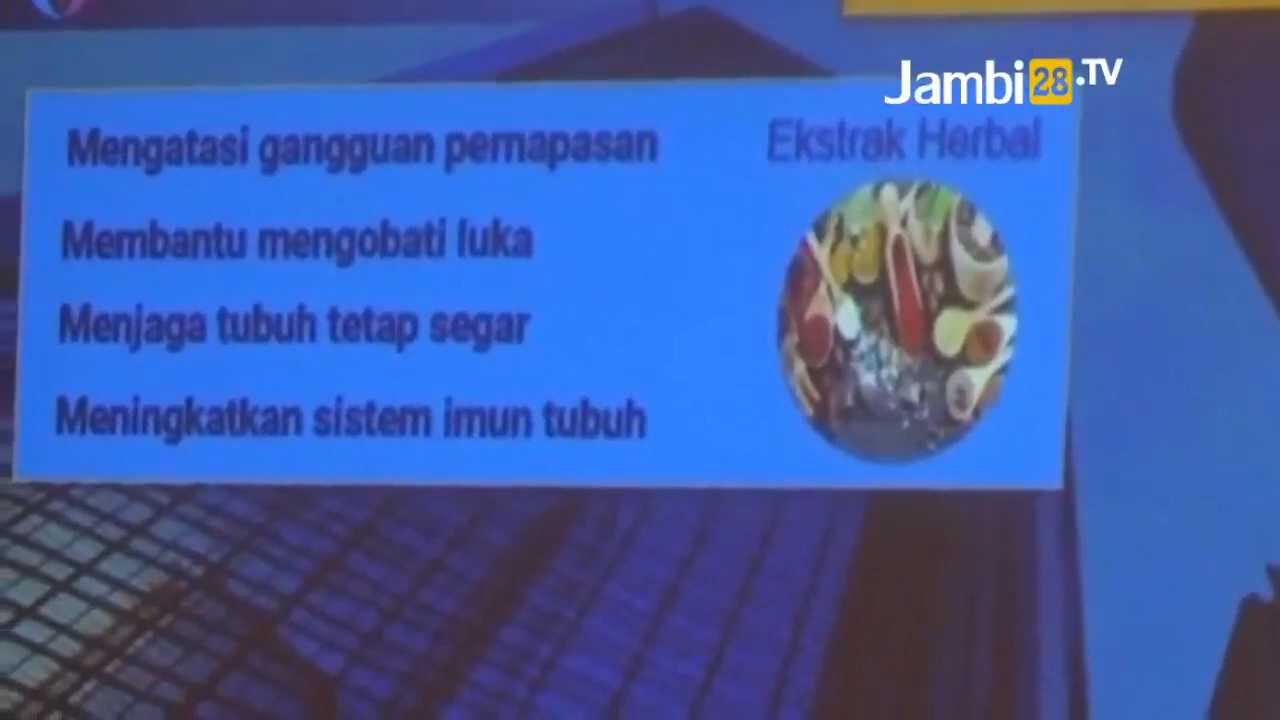 Jambi28.TV
Mengatasi gangguan pernapasan
Ekstrak Herbal
Membantu mengobati luka
Menjaga tubuh tetap segar
Meningkatkan sistem imun tubuh